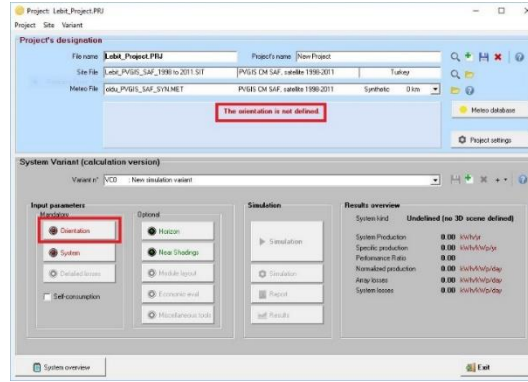 Project: Lebit_Project.PRJ
Project Site Variant
Project's designation
File name Lebit_Project.PRJ Project's name New Project
Site File Lebit_PVGIS_SAF_1998 to 2011.SIT PVGIS CM SAF, satelite 1998-2011 Turkey
Meteo File oldu_PVGIS_SAF_SYN.MET PVGIS CM SAF, satelite 1998-2011 Synthetic 0 km
The orientation is not defined.
Meteo database
Project settings
System Variant (calculation version)
Variant n° VC0 : New simulation variant
Input parameters
Mandatory
Orientation
System
Detailed losses
Self-consumption
Optional
Horizon
Near Shadings
Module layout
Economic eval.
Miscellaneous tools
Simulation
Simulation
Simulation
Report
Results
Results overview
System kind Undefined (no 3D scene defined)
System Production 0.00 kWh/yr
Specific production 0.00 kWh/kWp/yr
Performance Ratio 0.00
Normalized production 0.00 kWh/kWp/day
Array losses 0.00 kWh/kWp/day
System losses 0.00 kWh/kWp/day
System overview
Exit